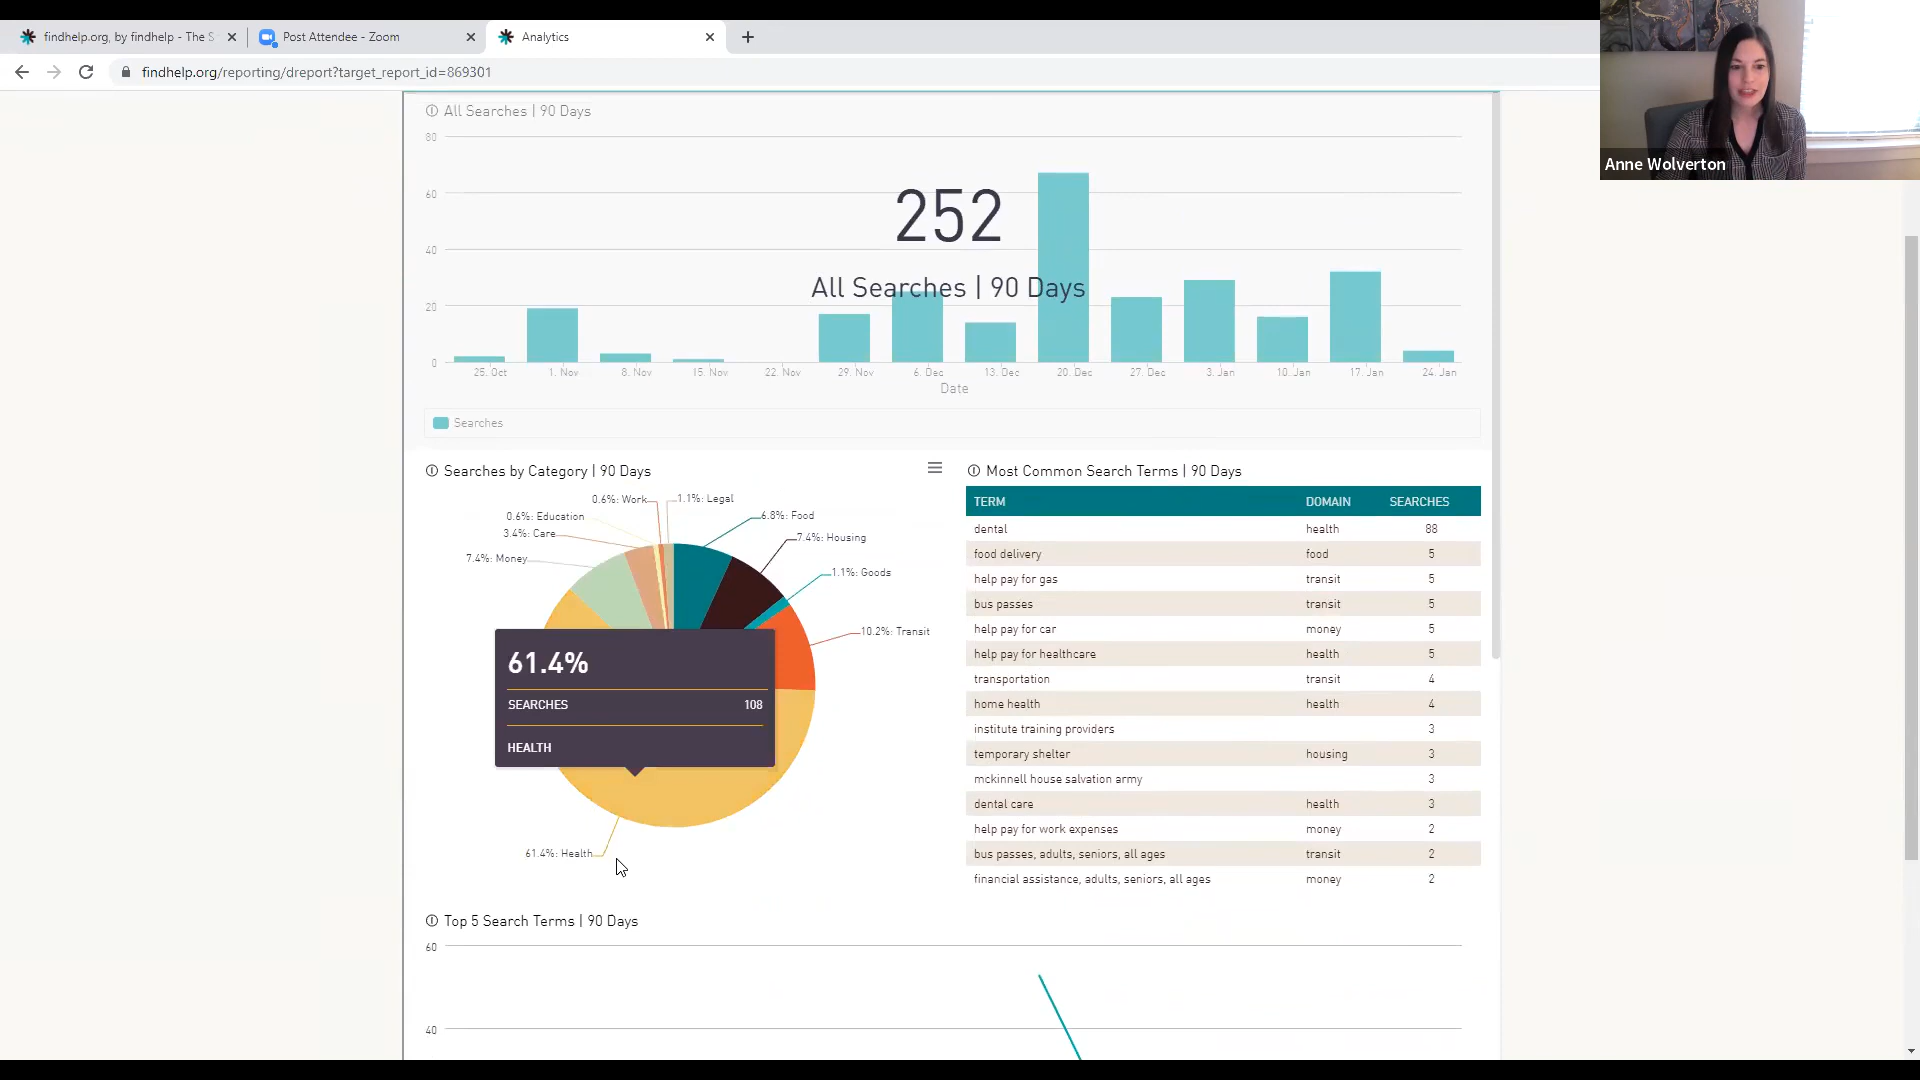 findhelp.org, by findhelp - The S
Post Attendee - Zoom
Analytics
findhelp.org/reporting/dreport?target_report_id=869301
Anne Wolverton
All Searches | 90 Days
80
60
40
20
0
252
All Searches | 90 Days
25. Oct 1. Nov 8. Nov 15. Nov 22. Nov 29. Nov 6. Dec 13. Dec 20. Dec 27. Dec 3. Jan 10. Jan 17. Jan 24. Jan
Date
Searches
Searches by Category | 90 Days
0.6%: Work
1.1%: Legal
0.6%: Education
6.8%: Food
3.4%: Care
7.4%: Housing
7.4%: Money
1.1%: Goods
10.2%: Transit
61.4%
SEARCHES 108
HEALTH
61.4%: Health
Most Common Search Terms | 90 Days
TERM DOMAIN SEARCHES
dental health 88
food delivery food 5
help pay for gas transit 5
bus passes transit 5
help pay for car money 5
help pay for healthcare health 5
transportation transit 4
home health health 4
institute training providers 3
temporary shelter housing 3
mckinnell house salvation army 3
dental care health 3
help pay for work expenses money 2
bus passes, adults, seniors, all ages transit 2
financial assistance, adults, seniors, all ages money 2
Top 5 Search Terms | 90 Days
60
40